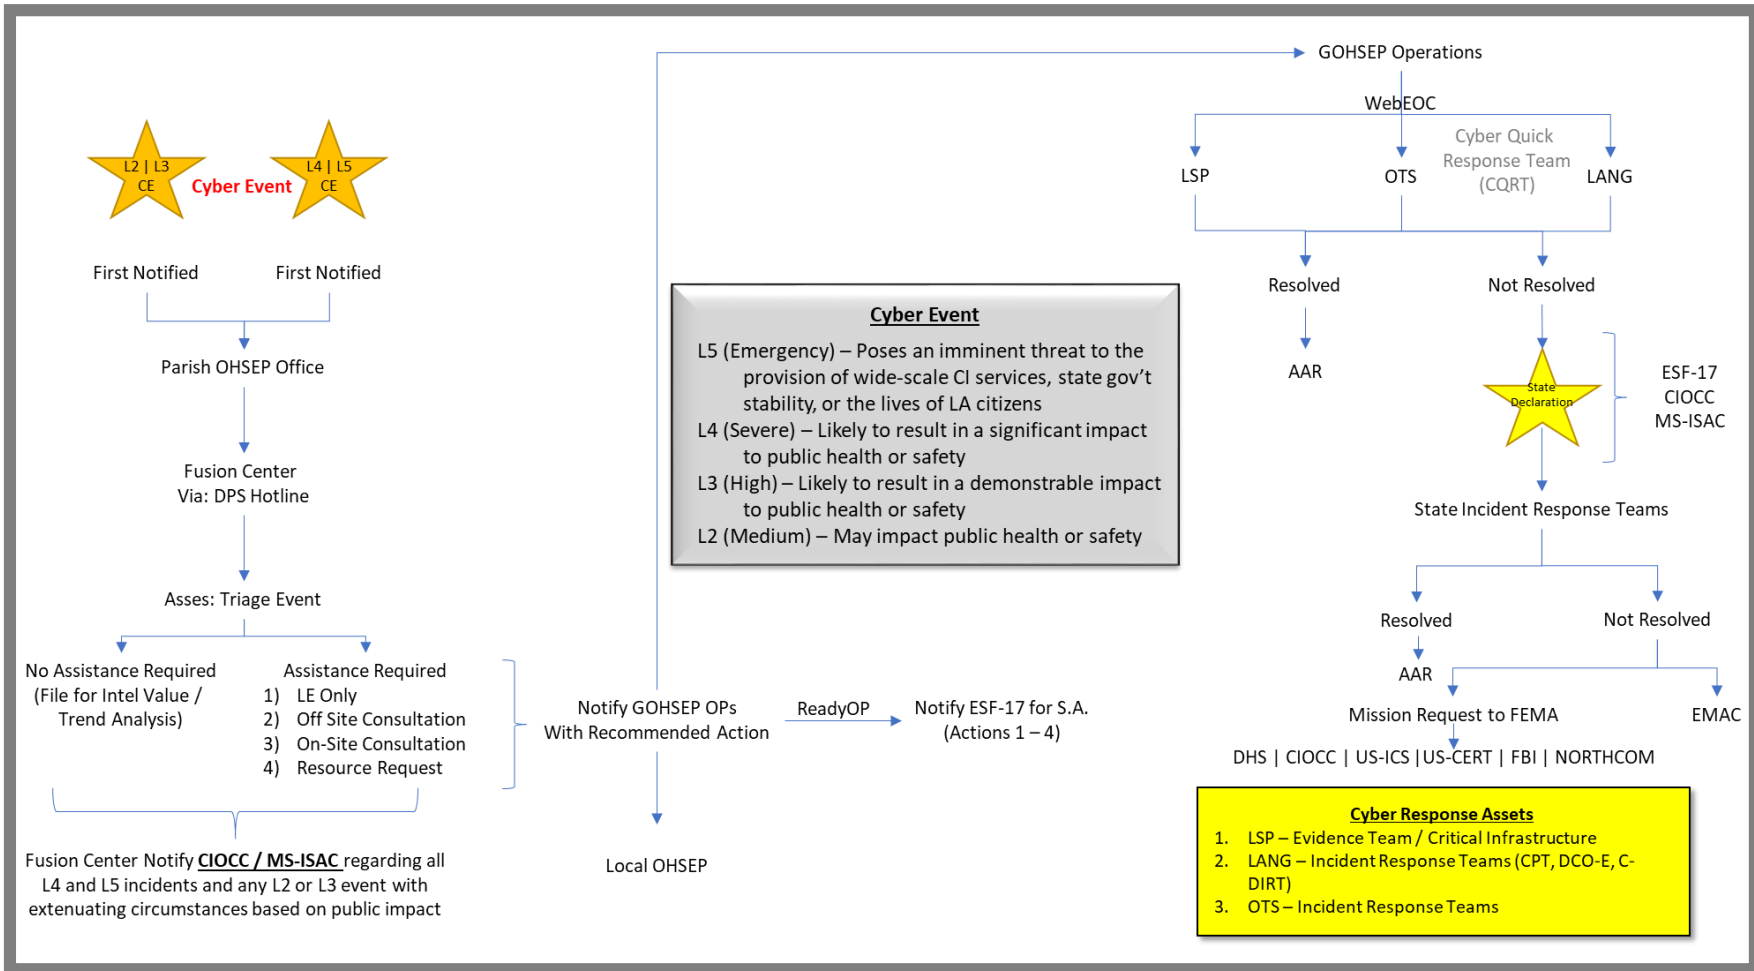 L2 | L3
CE
Cyber Event
L4 | L5
CE
First Notified
First Notified
Parish OHSEP Office
Fusion Center
Via: DPS Hotline
Asses: Triage Event
No Assistance Required
(File for Intel Value /
Trend Analysis)
Assistance Required
1) LE Only
2) Off Site Consultation
3) On-Site Consultation
4) Resource Request
Fusion Center Notify CIOCC / MS-ISAC regarding all
L4 and L5 incidents and any L2 or L3 event with
extenuating circumstances based on public impact
Notify GOHSEP OPs
With Recommended Action
ReadyOP
Notify ESF-17 for S.A.
(Actions 1 – 4)
Local OHSEP
Cyber Event
L5 (Emergency) – Poses an imminent threat to the
provision of wide-scale CI services, state gov't
stability, or the lives of LA citizens
L4 (Severe) – Likely to result in a significant impact
to public health or safety
L3 (High) – Likely to result in a demonstrable impact
to public health or safety
L2 (Medium) – May impact public health or safety
GOHSEP Operations
WebEOC
LSP
OTS
Cyber Quick
Response Team
(CQRT)
LANG
Resolved
Not Resolved
AAR
State
Declaration
ESF-17
CIOCC
MS-ISAC
State Incident Response Teams
Resolved
Not Resolved
AAR
Mission Request to FEMA
EMAC
DHS | CIOCC | US-ICS |US-CERT | FBI | NORTHCOM
Cyber Response Assets
1. LSP – Evidence Team / Critical Infrastructure
2. LANG – Incident Response Teams (CPT, DCO-E, C-
DIRT)
3. OTS – Incident Response Teams